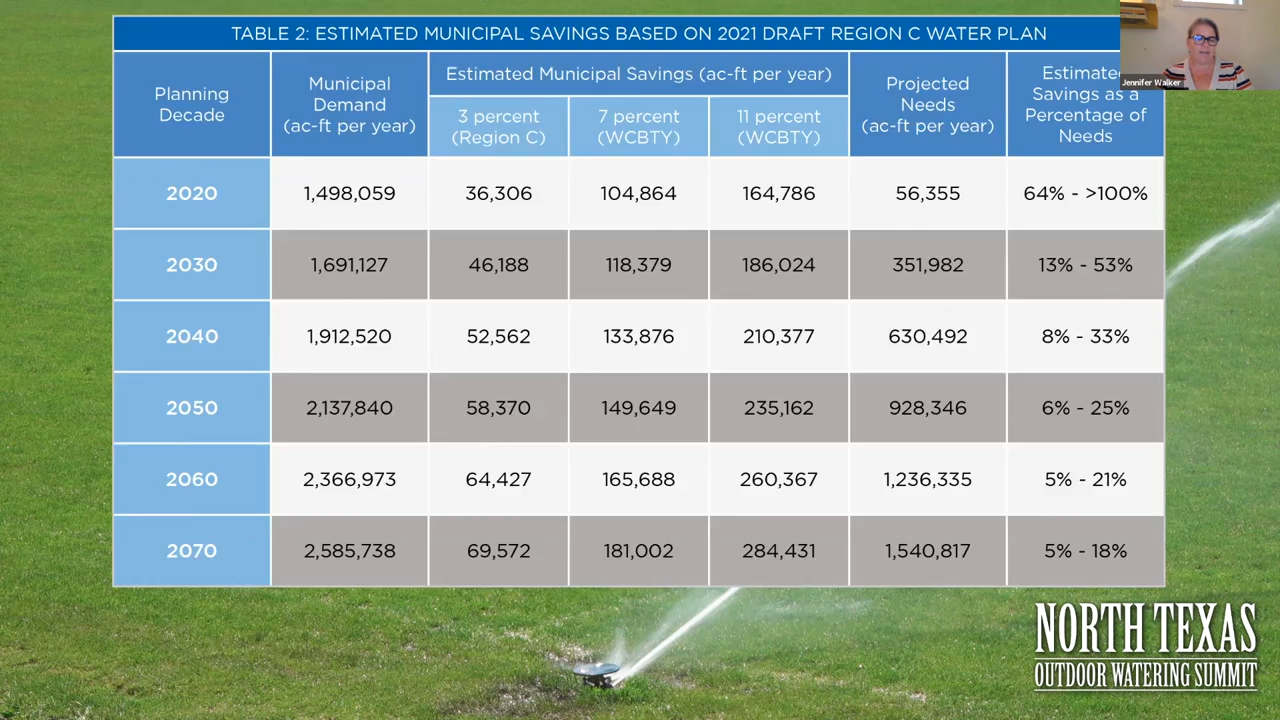 TABLE 2: ESTIMATED MUNICIPAL SAVINGS BASED ON 2021 DRAFT REGION C WATER PLAN
Jennifer Walker
Planning
Decade
Municipal
Demand
(ac-ft per year)
Estimated Municipal Savings (ac-ft per year)
3 percent
(Region C)
7 percent
(WCBTY)
11 percent
(WCBTY)
Projected
Needs
(ac-ft per year)
Estimated
Savings as a
Percentage of
Needs
2020 1,498,059 36,306 104,864 164,786 56,355 64% - >100%
2030 1,691,127 46,188 118,379 186,024 351,982 13% - 53%
2040 1,912,520 52,562 133,876 210,377 630,492 8% - 33%
2050 2,137,840 58,370 149,649 235,162 928,346 6% - 25%
2060 2,366,973 64,427 165,688 260,367 1,236,335 5% - 21%
2070 2,585,738 69,572 181,002 284,431 1,540,817 5% - 18%
NORTH TEXAS
OUTDOOR WATERING SUMMIT